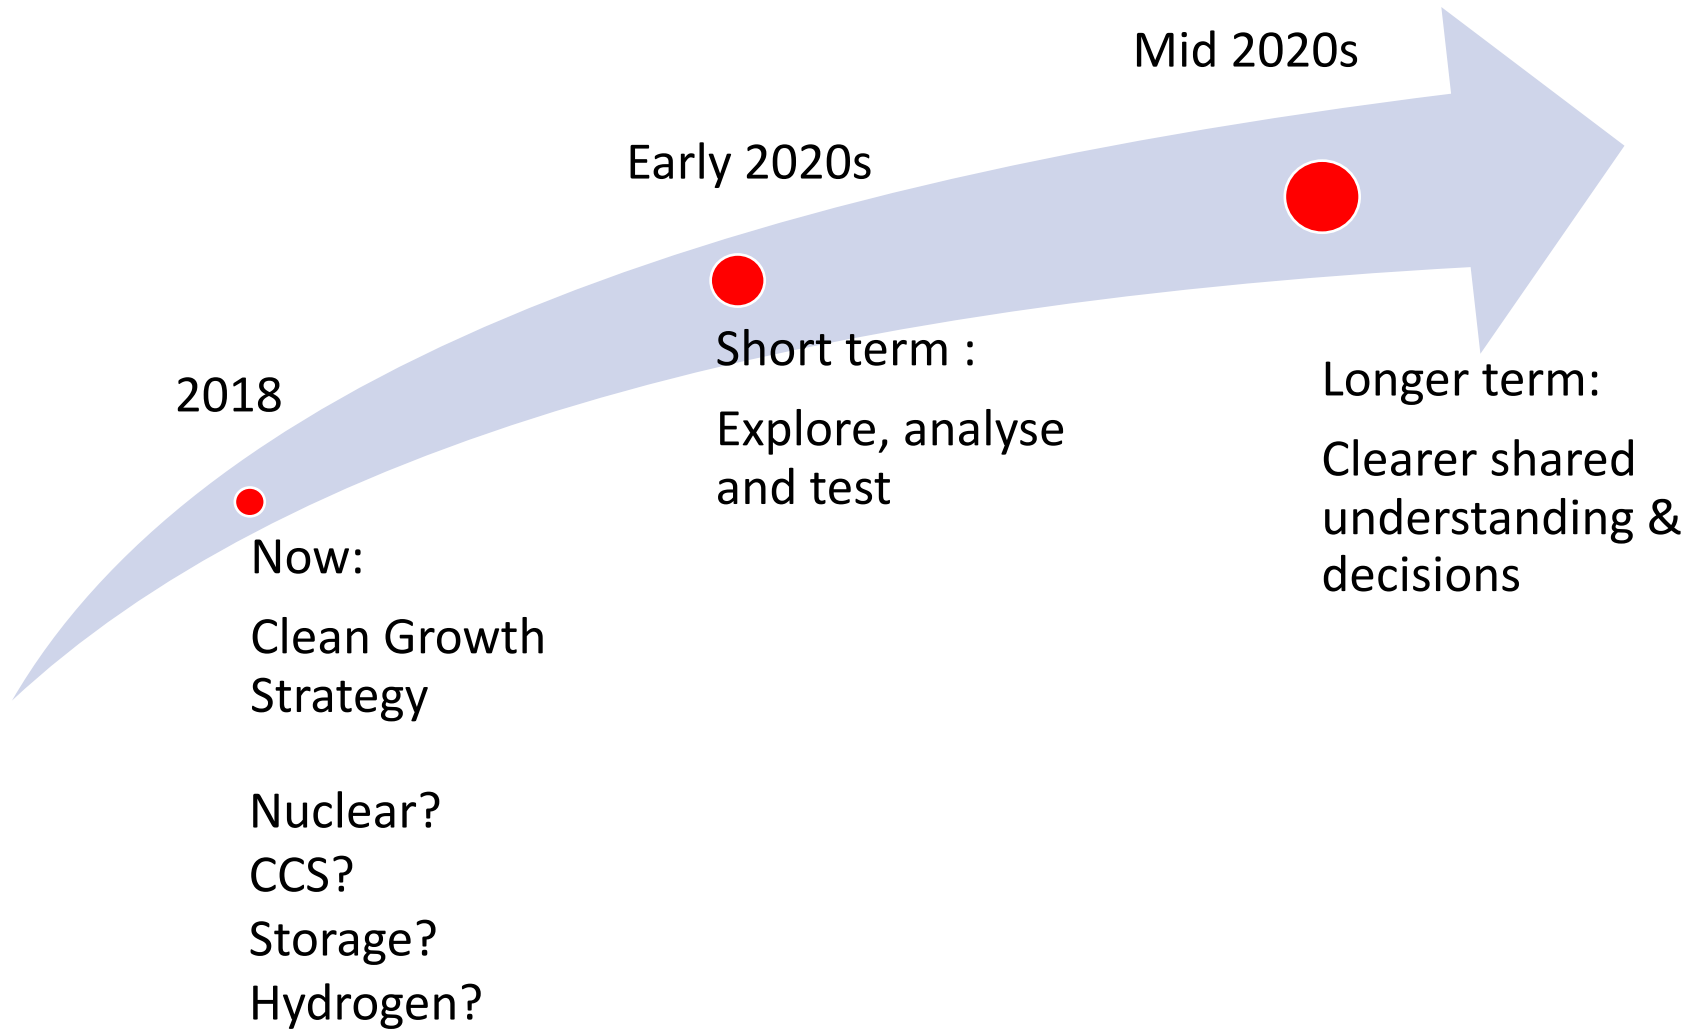 Mid 2020s
Early 2020s
2018
Now:
Clean Growth
Strategy
Nuclear?
CCS?
Storage?
Hydrogen?
Short term :
Explore, analyse
and test
Longer term:
Clearer shared
understanding &
decisions